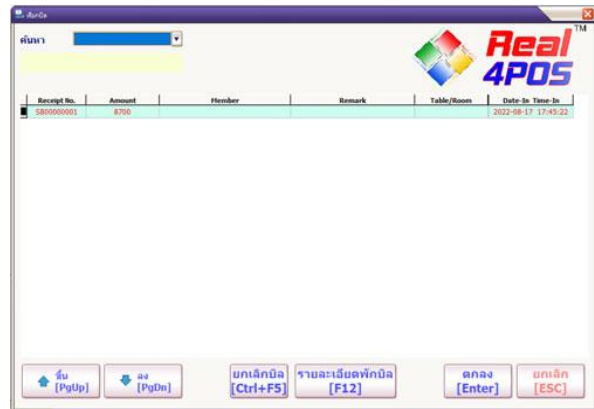 พักบิล
ค้นหา
Real TM
4POS
Receipt No. Amount Member Remark Table/Room Date-In Time-In
SB00000001 8700 2022-08-17 17:45:22
ขึ้น [PgUp]
ลง [PgDn]
ยกเลิกบิล [Ctrl+F5]
รายละเอียดพักบิล [F12]
ตกลง [Enter]
ยกเลิก [ESC]